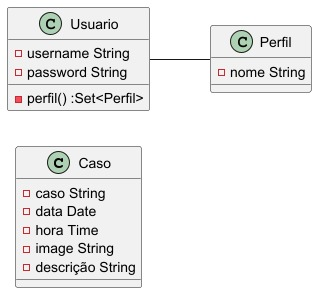 C Usuario
username String
password String
perfil() :Set<Perfil>
C Perfil
nome String
C Caso
caso String
data Date
hora Time
image String
descrição String